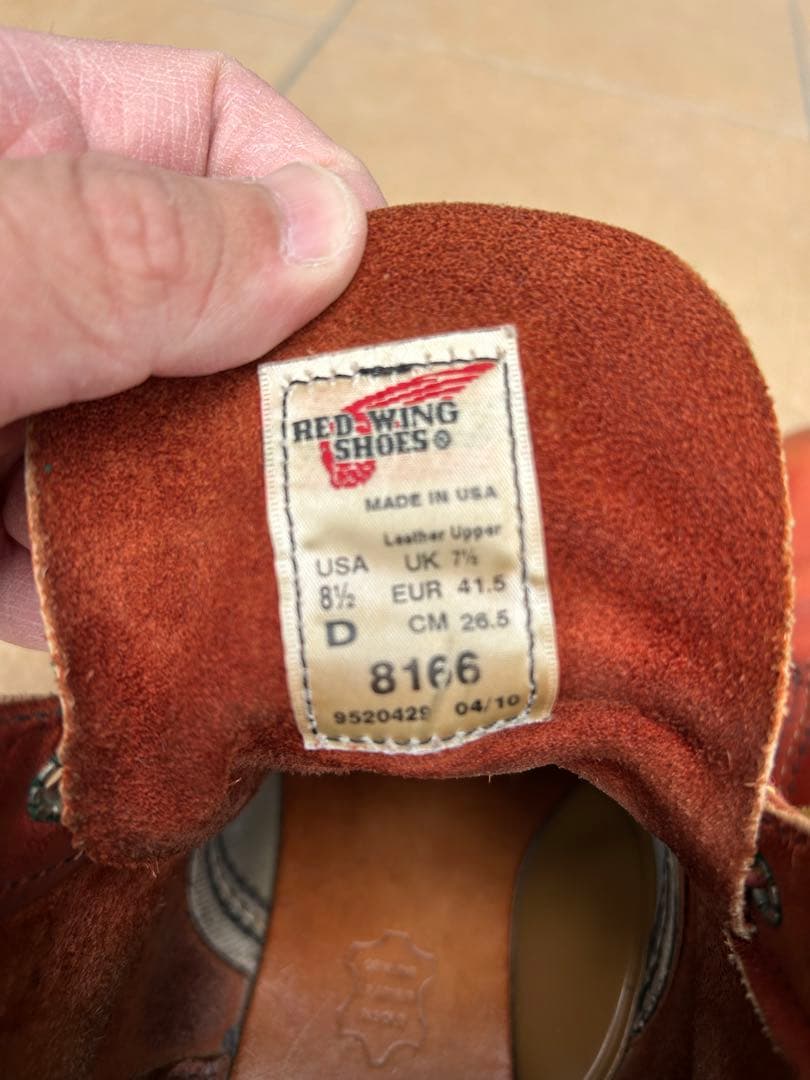 RED WING
SHOES®
MADE IN USA
Leather Upper
USA UK 7½
8½ EUR 41.5
D CM 26.5
8166
9520429 04/10